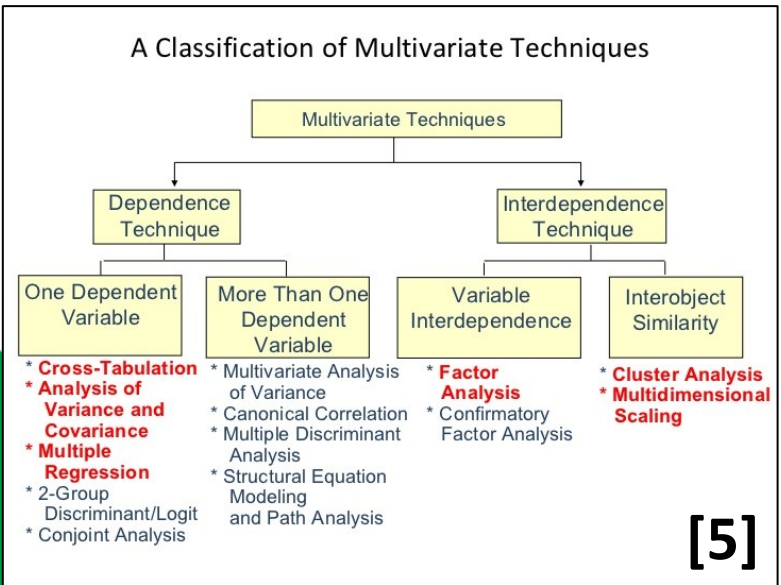 A Classification of Multivariate Techniques
Multivariate Techniques
Dependence
Technique
Interdependence
Technique
One Dependent
Variable
More Than One
Dependent
Variable
Variable
Interdependence
Interobject
Similarity
* Cross-Tabulation
* Analysis of
Variance and
Covariance
* Multiple
Regression
* 2-Group
Discriminant/Logit
* Conjoint Analysis
* Multivariate Analysis
of Variance
* Canonical Correlation
* Multiple Discriminant
Analysis
* Structural Equation
Modeling
and Path Analysis
* Factor
Analysis
* Confirmatory
Factor Analysis
* Cluster Analysis
* Multidimensional
Scaling
[5]